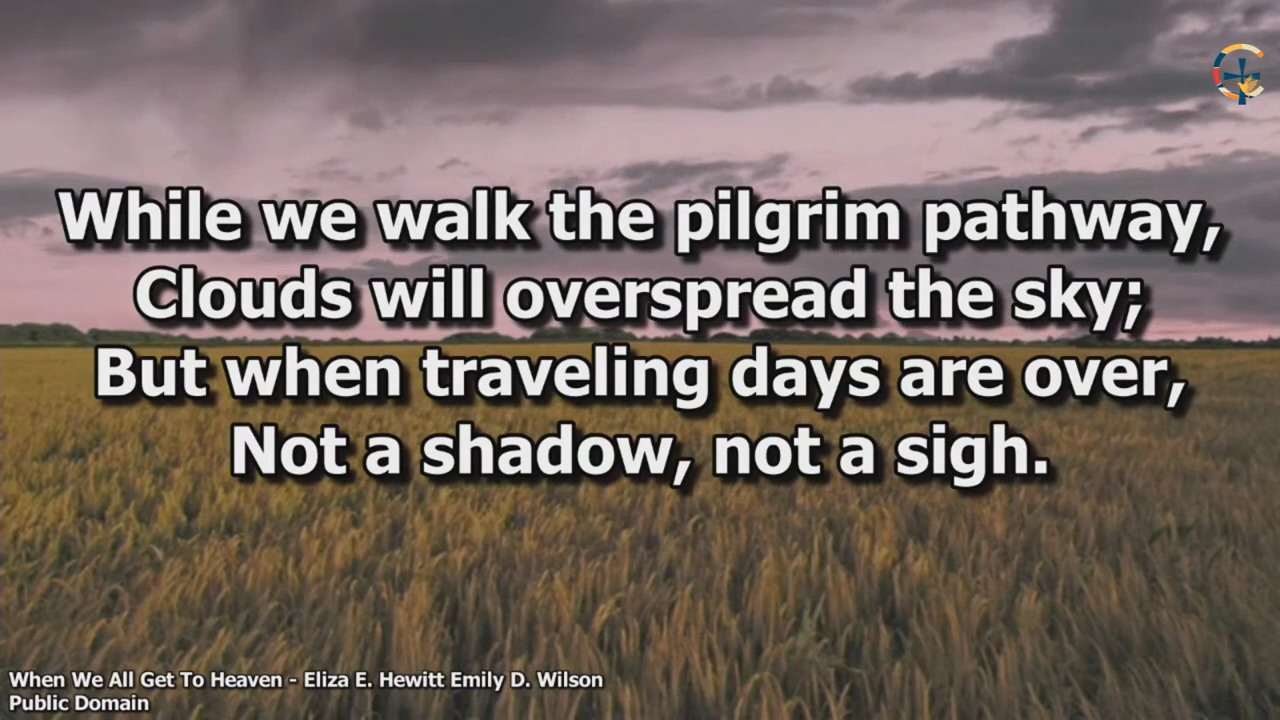 While we walk the pilgrim pathway,
Clouds will overspread the sky;
But when traveling days are over,
Not a shadow, not a sigh.
When We All Get To Heaven - Eliza E. Hewitt Emily D. Wilson
Public Domain